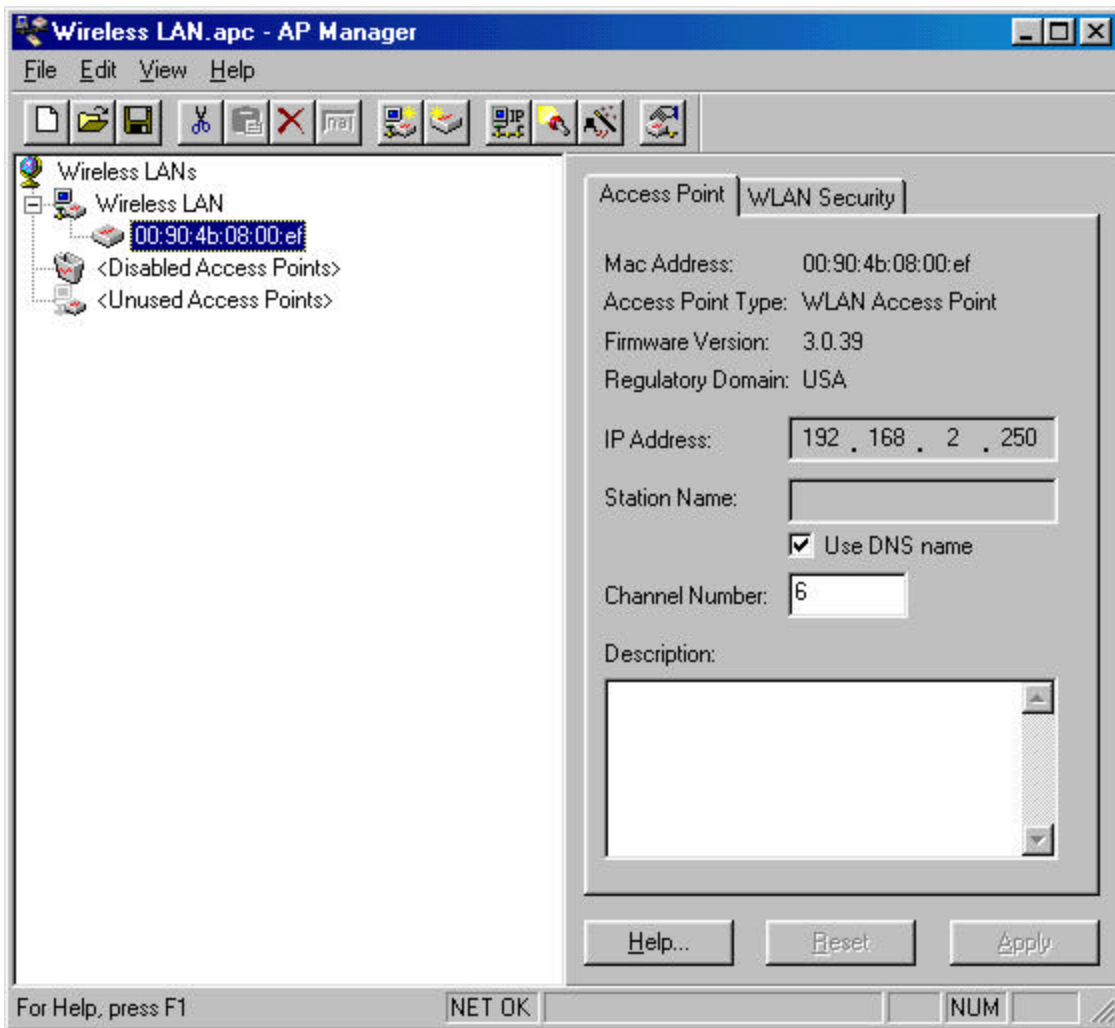 Wireless LAN.apc - AP Manager
File Edit View Help
Wireless LANs
Wireless LAN
00:90:4b:08:00:ef
<Disabled Access Points>
<Unused Access Points>
Access Point WLAN Security
Mac Address: 00:90:4b:08:00:ef
Access Point Type: WLAN Access Point
Firmware Version: 3.0.39
Regulatory Domain: USA
IP Address: 192 . 168 . 2 . 250
Station Name:
Use DNS name
Channel Number: 6
Description:
Help... Reset Apply
For Help, press F1 NET OK NUM